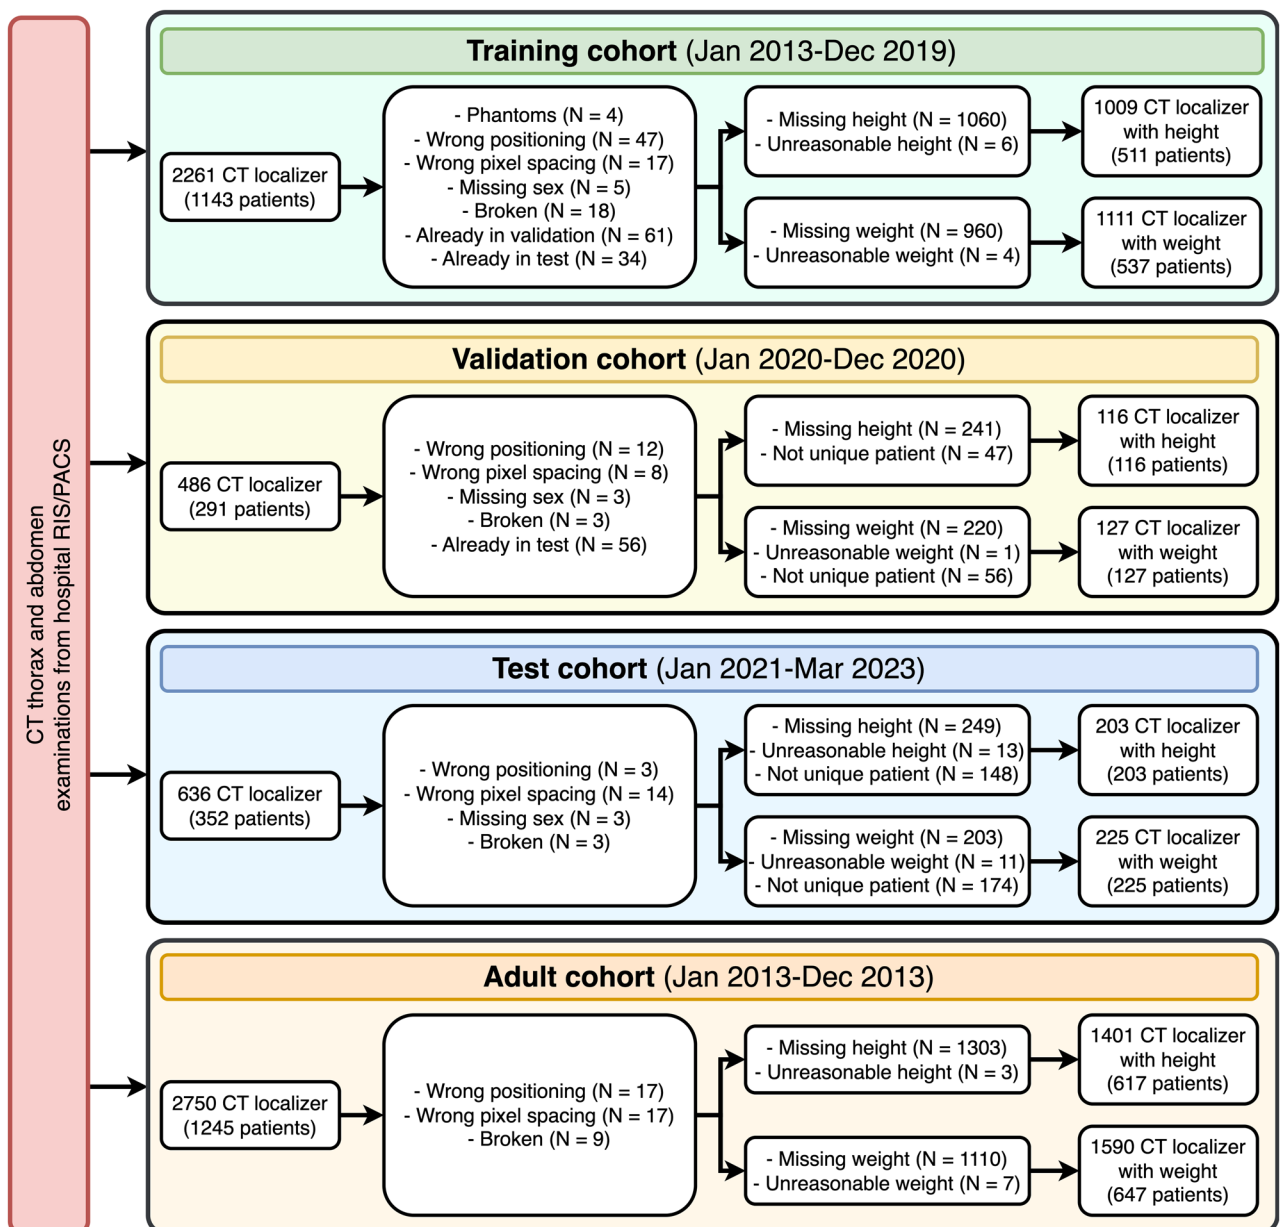 CT thorax and abdomen
examinations from hospital RIS/PACS
Training cohort (Jan 2013-Dec 2019)
2261 CT localizer
(1143 patients)
- Phantoms (N = 4)
- Wrong positioning (N = 47)
- Wrong pixel spacing (N = 17)
- Missing sex (N = 5)
- Broken (N = 18)
- Already in validation (N = 61)
- Already in test (N = 34)
- Missing height (N = 1060)
- Unreasonable height (N = 6)
1009 CT localizer
with height
(511 patients)
- Missing weight (N = 960)
- Unreasonable weight (N = 4)
1111 CT localizer
with weight
(537 patients)
Validation cohort (Jan 2020-Dec 2020)
486 CT localizer
(291 patients)
- Wrong positioning (N = 12)
- Wrong pixel spacing (N = 8)
- Missing sex (N = 3)
- Broken (N = 3)
- Already in test (N = 56)
- Missing height (N = 241)
- Not unique patient (N = 47)
116 CT localizer
with height
(116 patients)
- Missing weight (N = 220)
- Unreasonable weight (N = 1)
- Not unique patient (N = 56)
127 CT localizer
with weight
(127 patients)
Test cohort (Jan 2021-Mar 2023)
636 CT localizer
(352 patients)
- Wrong positioning (N = 3)
- Wrong pixel spacing (N = 14)
- Missing sex (N = 3)
- Broken (N = 3)
- Missing height (N = 249)
- Unreasonable height (N = 13)
- Not unique patient (N = 148)
203 CT localizer
with height
(203 patients)
- Missing weight (N = 203)
- Unreasonable weight (N = 11)
- Not unique patient (N = 174)
225 CT localizer
with weight
(225 patients)
Adult cohort (Jan 2013-Dec 2013)
2750 CT localizer
(1245 patients)
- Wrong positioning (N = 17)
- Wrong pixel spacing (N = 17)
- Broken (N = 9)
- Missing height (N = 1303)
- Unreasonable height (N = 3)
1401 CT localizer
with height
(617 patients)
- Missing weight (N = 1110)
- Unreasonable weight (N = 7)
1590 CT localizer
with weight
(647 patients)